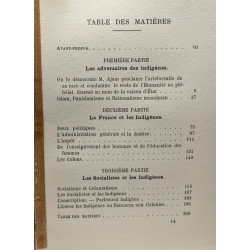 TABLE DES MATIÈRES
AVANT-PROPOS
VII
PREMIÈRE PARTIE
Les adversaires des indigènes.
Où le démocrate M. Ajam proclame l'aristocratie de
sa race et condamne le reste de l'Humanité au
éternel au nom de la raison d'État
Islam, Panislamisme et Nationalisme musulman
DEUXIÈME PARTIE
La France et les Indigènes.
Deux politiques
L'Administration générale et la Justice
L'impôt
De l'enseignement des hommes et de l'éducation des
femmes
Les Colons
TROISIÈME PARTIE
Les Socialistes et les Indigènes.
Socialisme et Colonialisme
Les Socialistes et les Indigènes
Conscription. — Parlement indigène
Libérez les Indigènes ou Renoncez aux Colonies
TABLE DES MATIÈRES
14